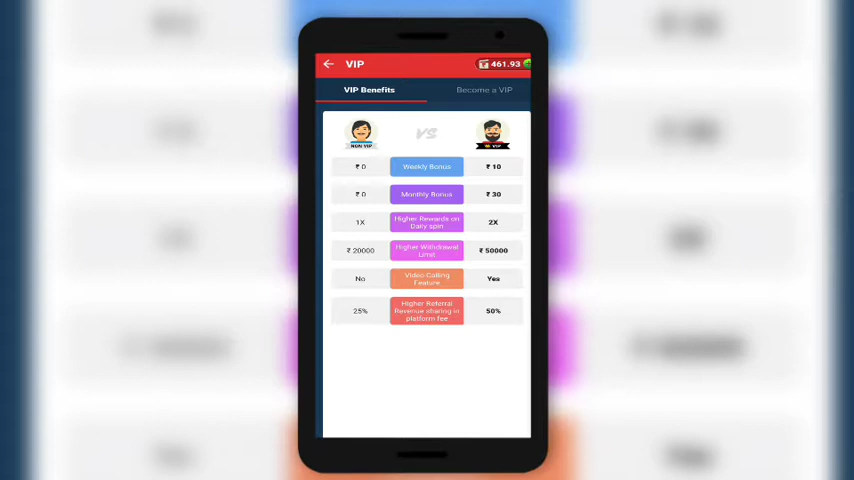 VIP
461.93
VIP Benefits
Become a VIP
VS
NON VIP
VIP
₹ 0
Weekly Bonus
₹ 10
₹ 0
Monthly Bonus
₹ 30
1X
Higher Rewards on
Daily spin
2X
₹ 20000
Higher Withdrawal
Limit
₹ 50000
No
Video Calling
Feature
Yes
25%
Higher Referral
Revenue sharing in
platform fee
50%